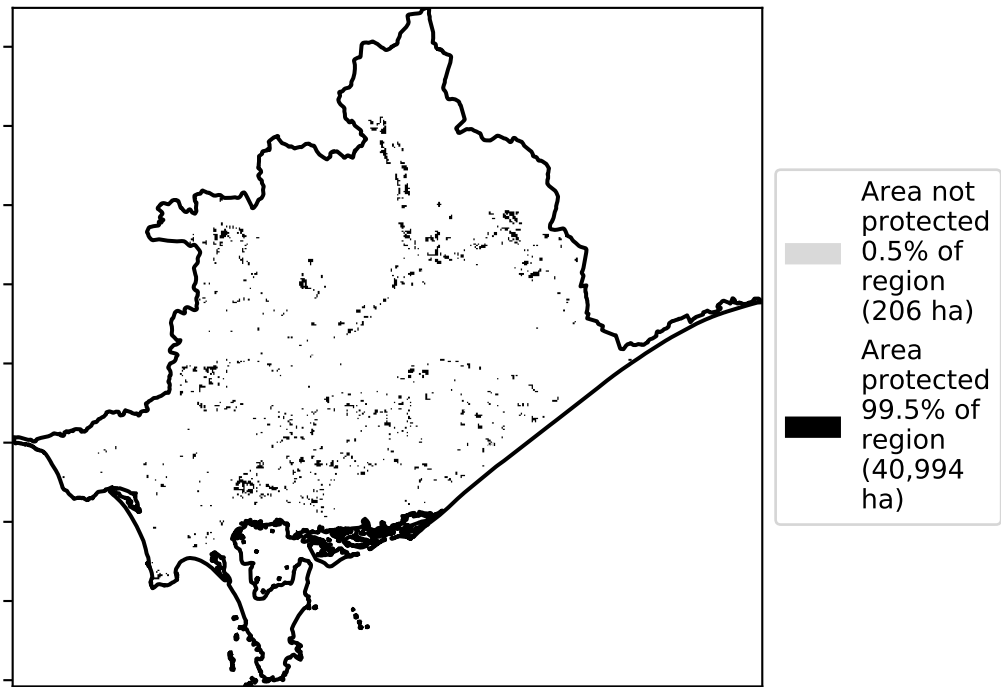 Area not
protected
0.5% of
region
(206 ha)
Area
protected
99.5% of
region
(40,994
ha)